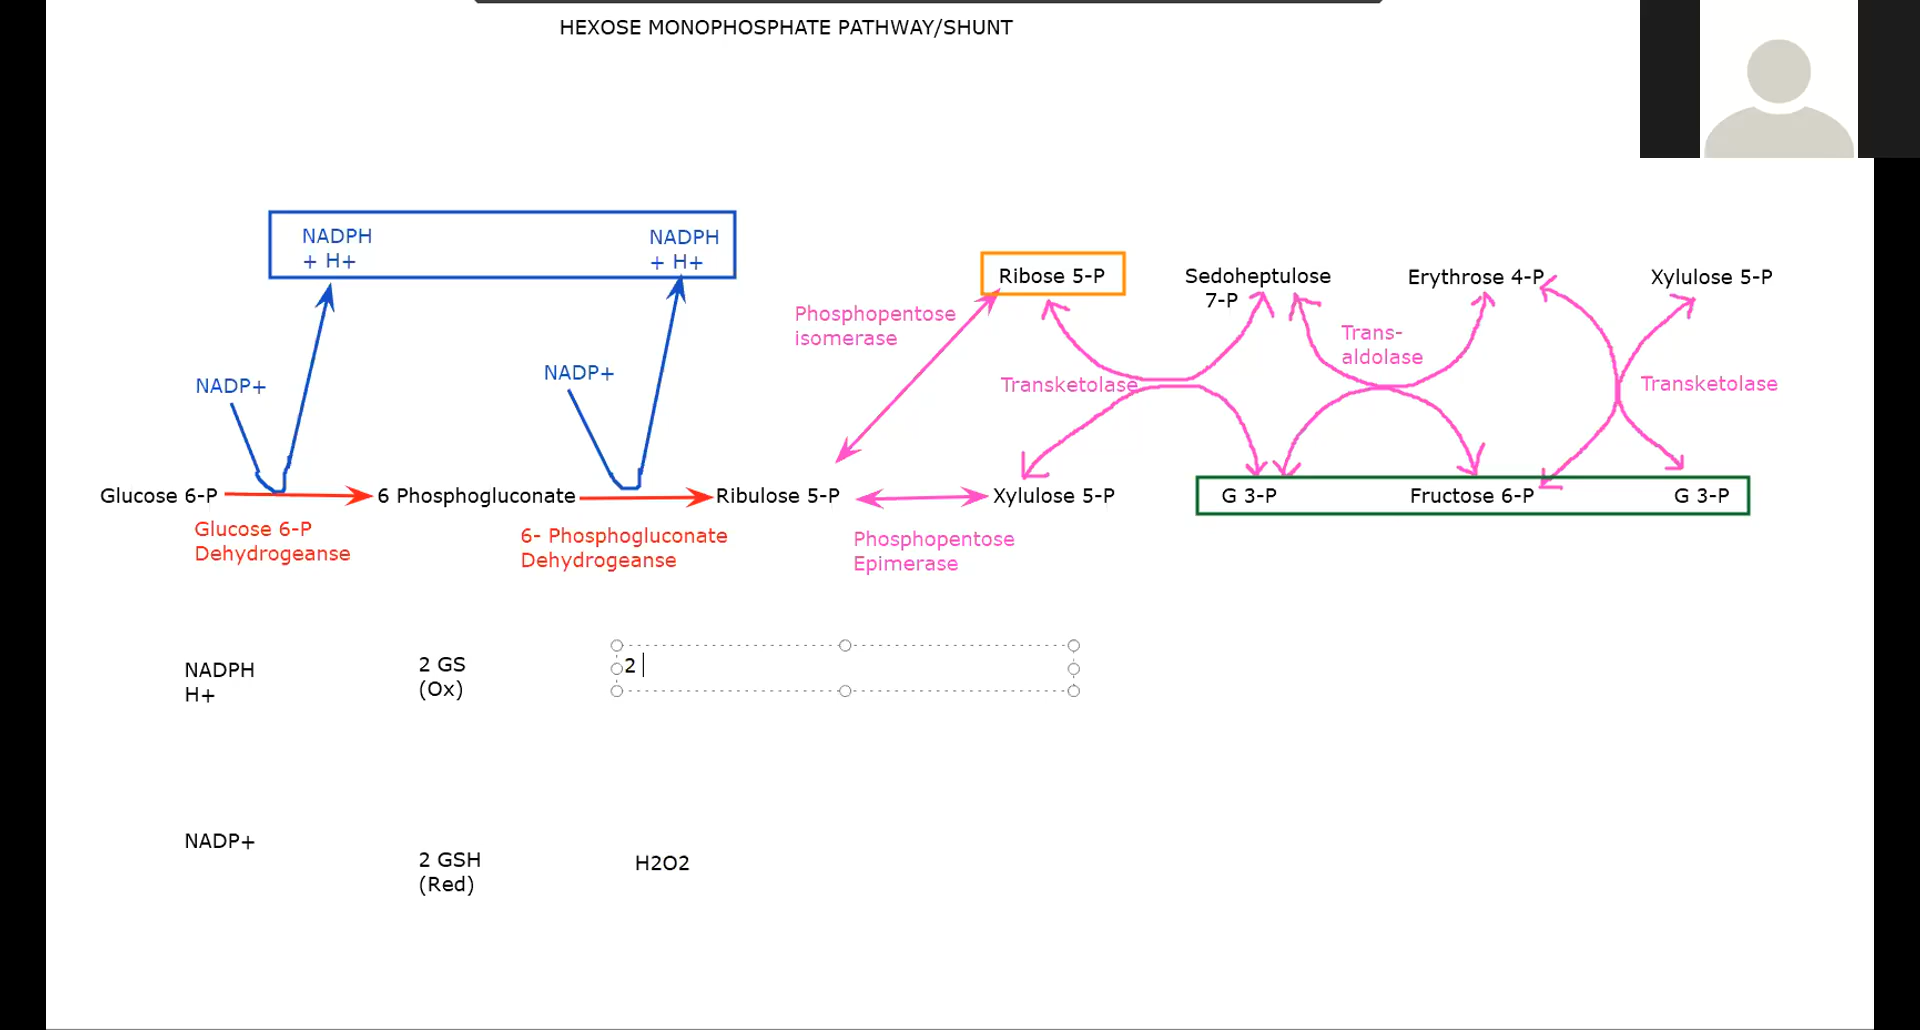 HEXOSE MONOPHOSPHATE PATHWAY/SHUNT
NADPH
+ H+
NADPH
+ H+
Ribose 5-P
Sedoheptulose
7-P
Erythrose 4-P
Xylulose 5-P
Phosphopentose
isomerase
Trans-
aldolase
NADP+
NADP+
Transketolase
Transketolase
Glucose 6-P
6 Phosphogluconate
Ribulose 5-P
Xylulose 5-P
G 3-P
Fructose 6-P
G 3-P
Glucose 6-P
Dehydrogeanse
6- Phosphogluconate
Dehydrogeanse
Phosphopentose
Epimerase
NADPH
H+
2 GS
(Ox)
2
NADP+
2 GSH
(Red)
H2O2